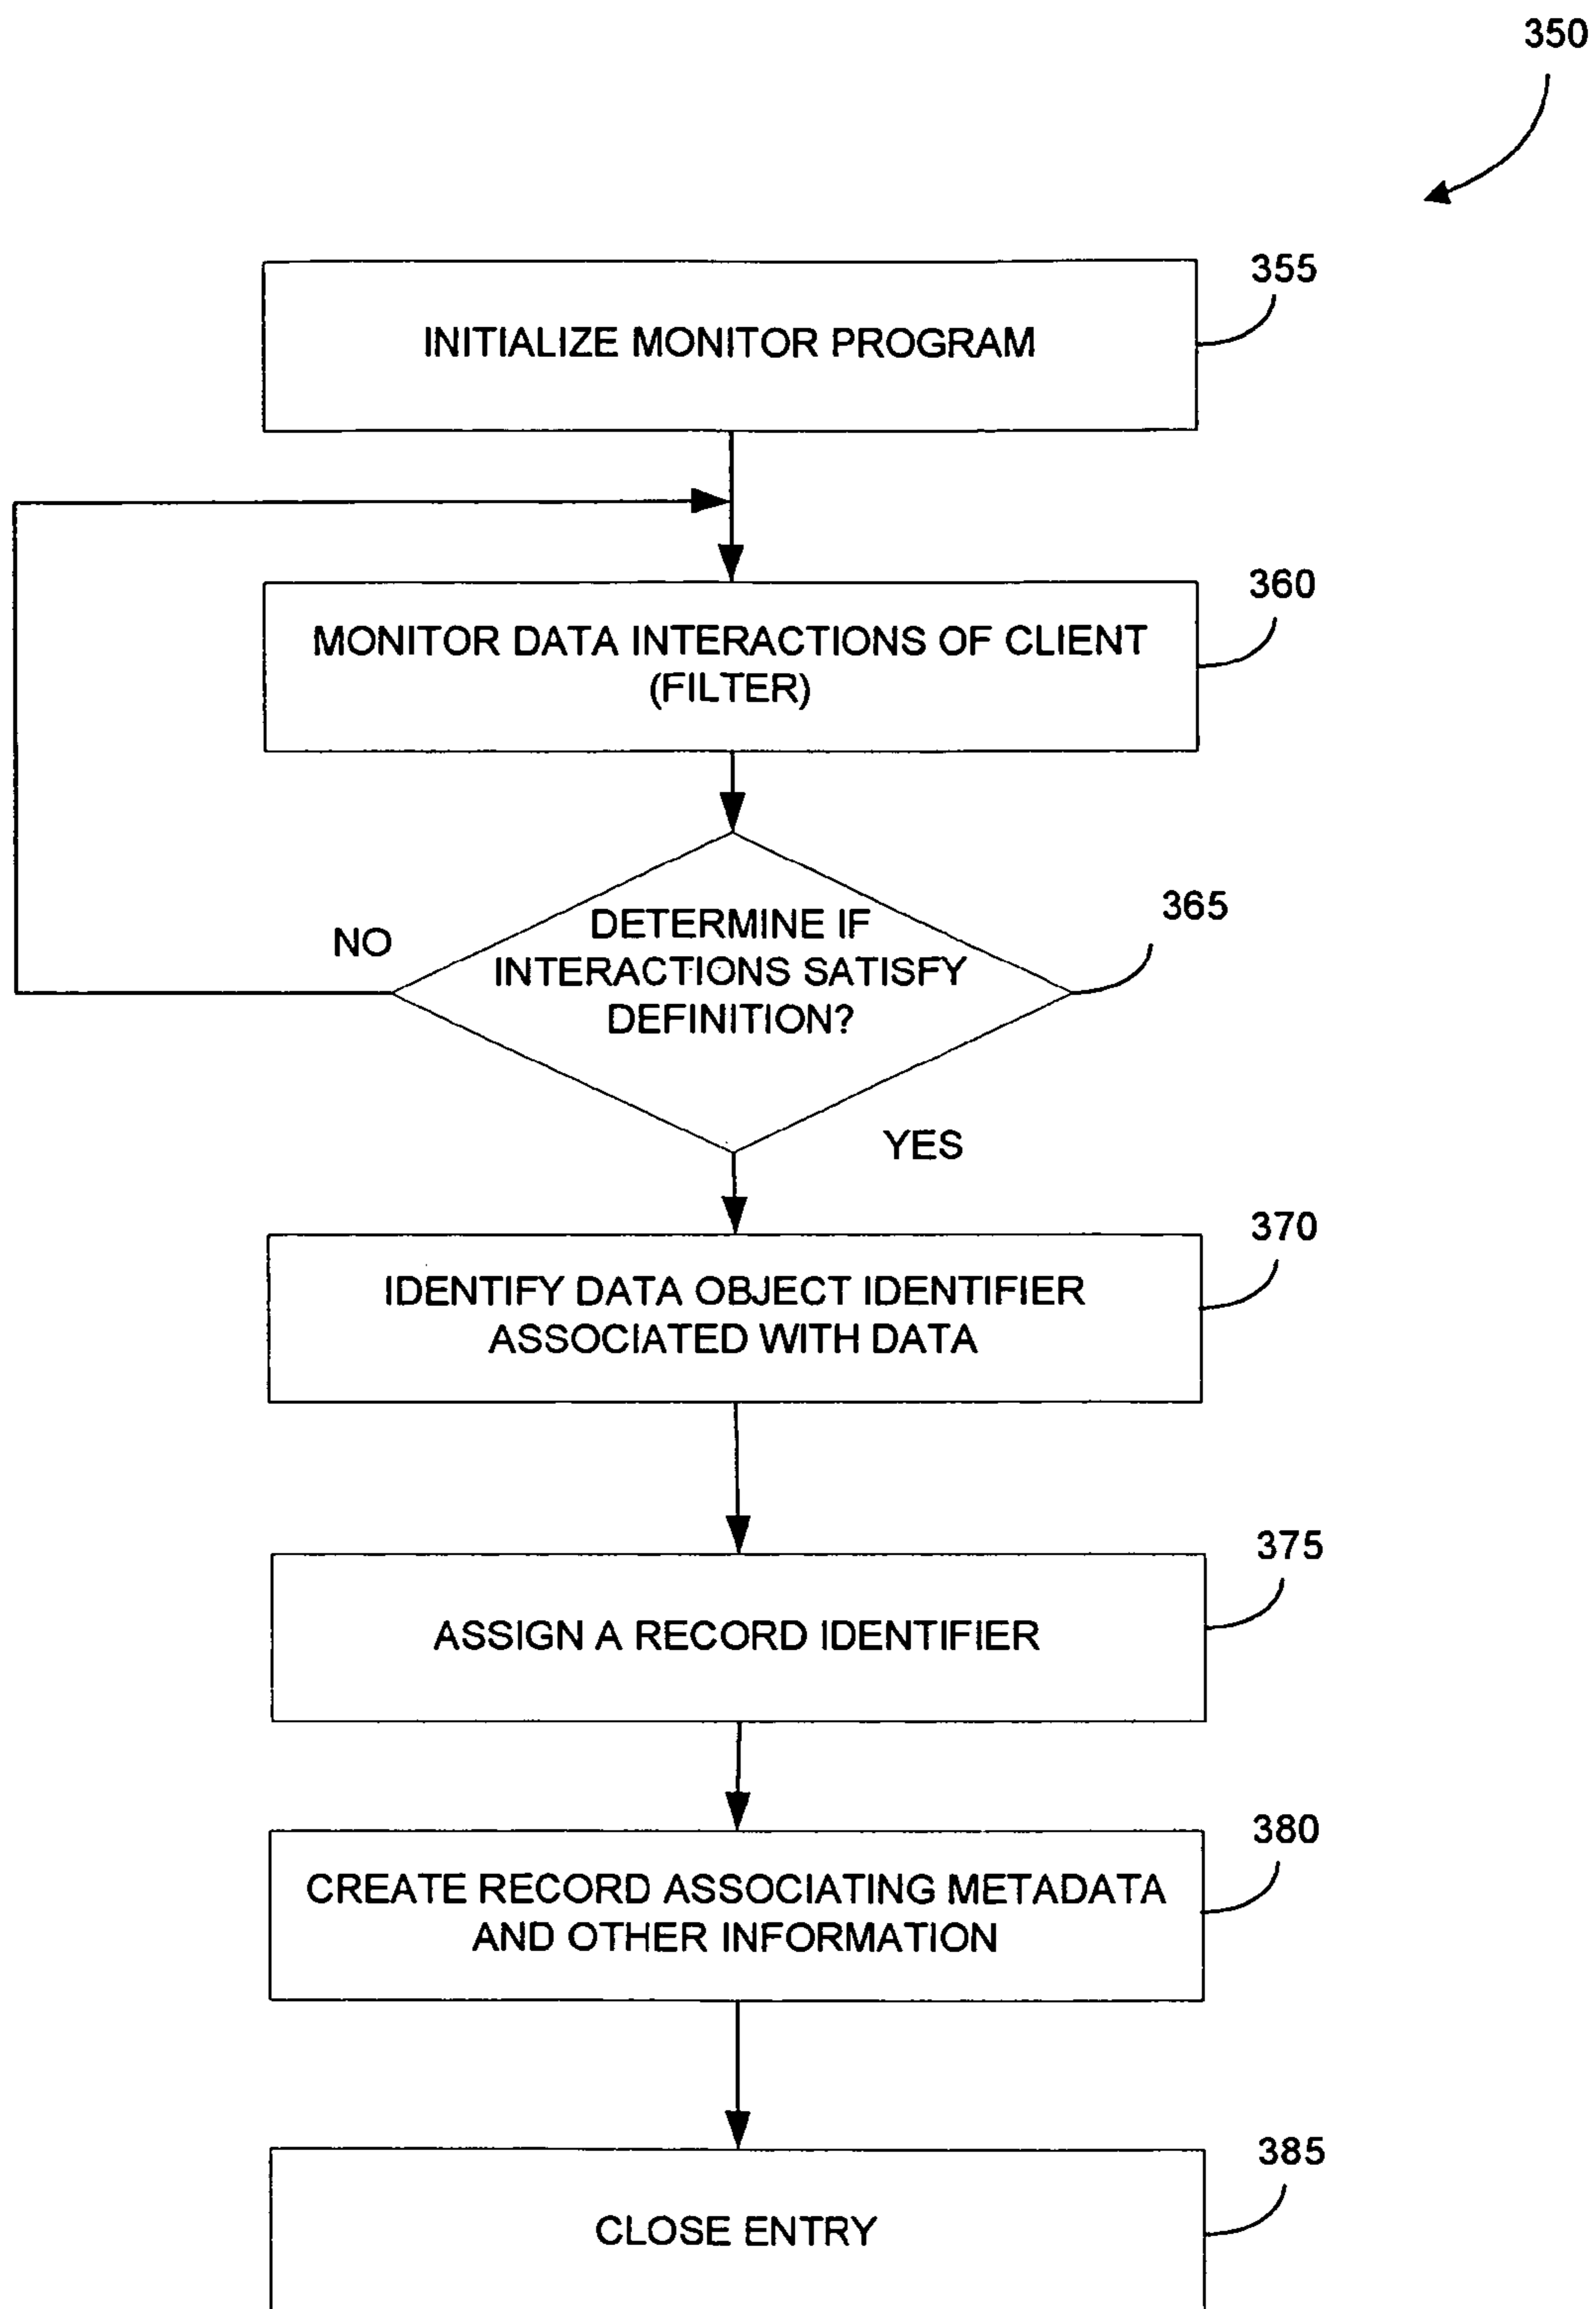 350
355
INITIALIZE MONITOR PROGRAM
360
MONITOR DATA INTERACTIONS OF CLIENT
(FILTER)
365
NO
DETERMINE IF
INTERACTIONS SATISFY
DEFINITION?
YES
370
IDENTIFY DATA OBJECT IDENTIFIER
ASSOCIATED WITH DATA
375
ASSIGN A RECORD IDENTIFIER
380
CREATE RECORD ASSOCIATING METADATA
AND OTHER INFORMATION
385
CLOSE ENTRY